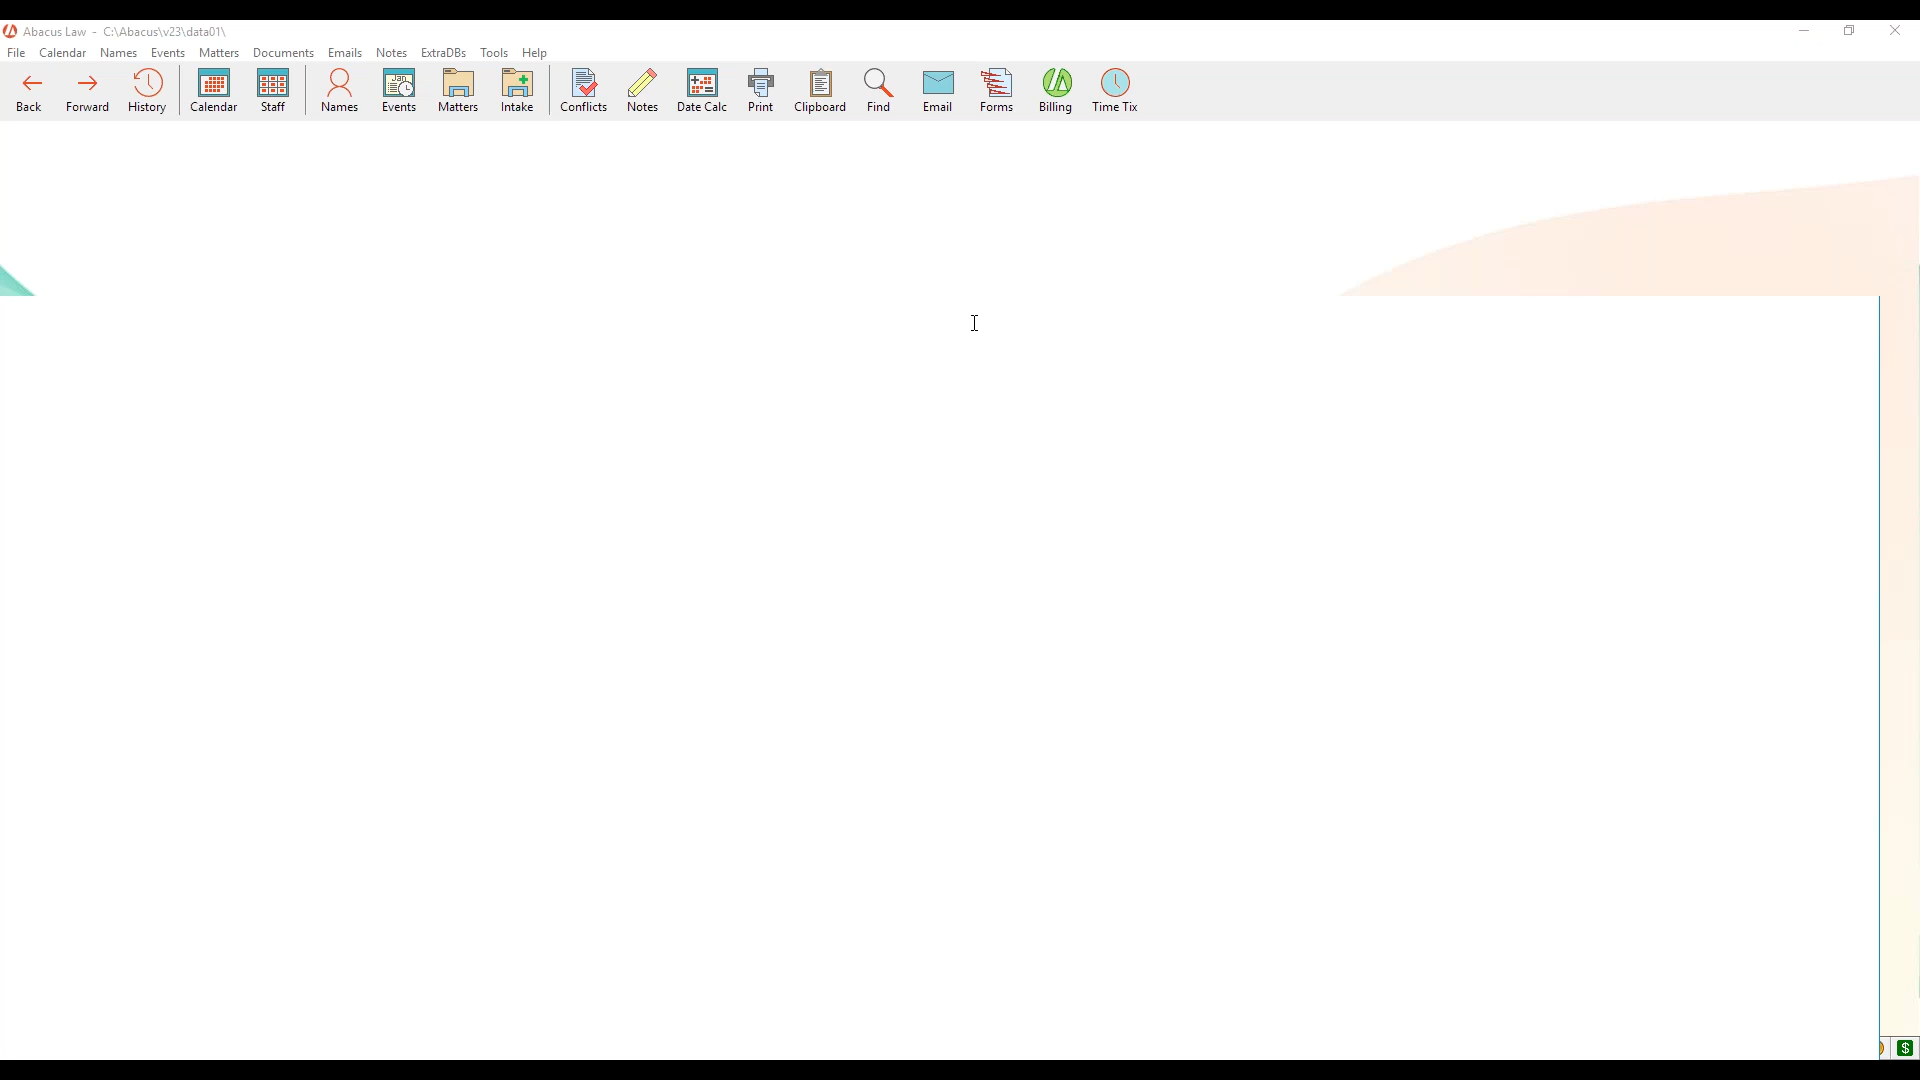 Abacus Law - C:\Abacus\v23\data01\
File Calendar Names Events Matters Documents Emails Notes ExtraDBs Tools Help
Back Forward History Calendar Staff Names Events Matters Intake Conflicts Notes Date Calc Print Clipboard Find Email Forms Billing Time Tix
Jan
$